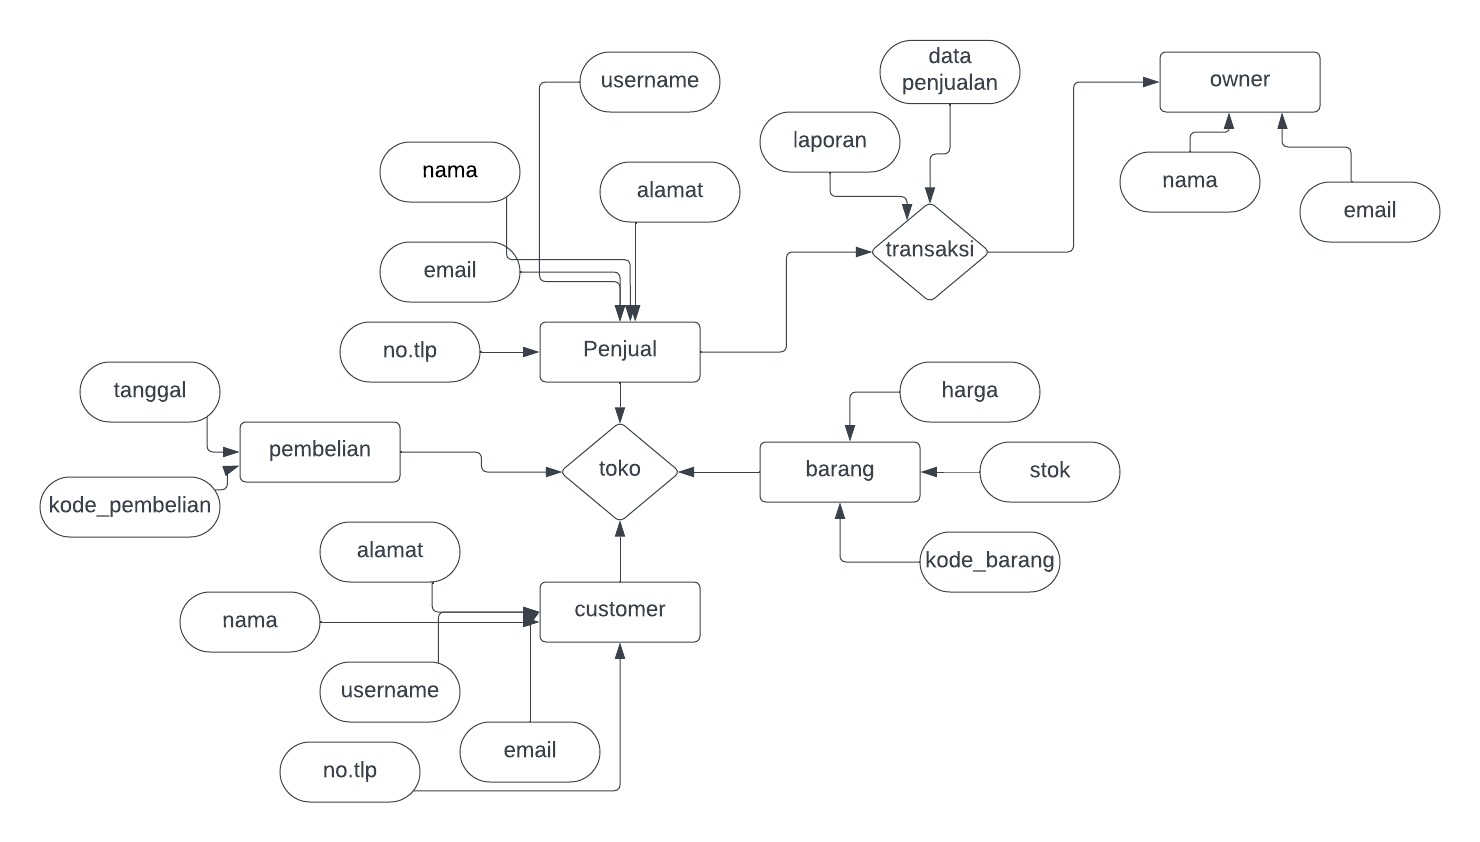 data
penjualan
username
owner
laporan
nama
alamat
nama
email
transaksi
email
no.tlp
Penjual
tanggal
harga
pembelian
toko
barang
stok
kode_pembelian
alamat
kode_barang
customer
nama
username
email
no.tlp